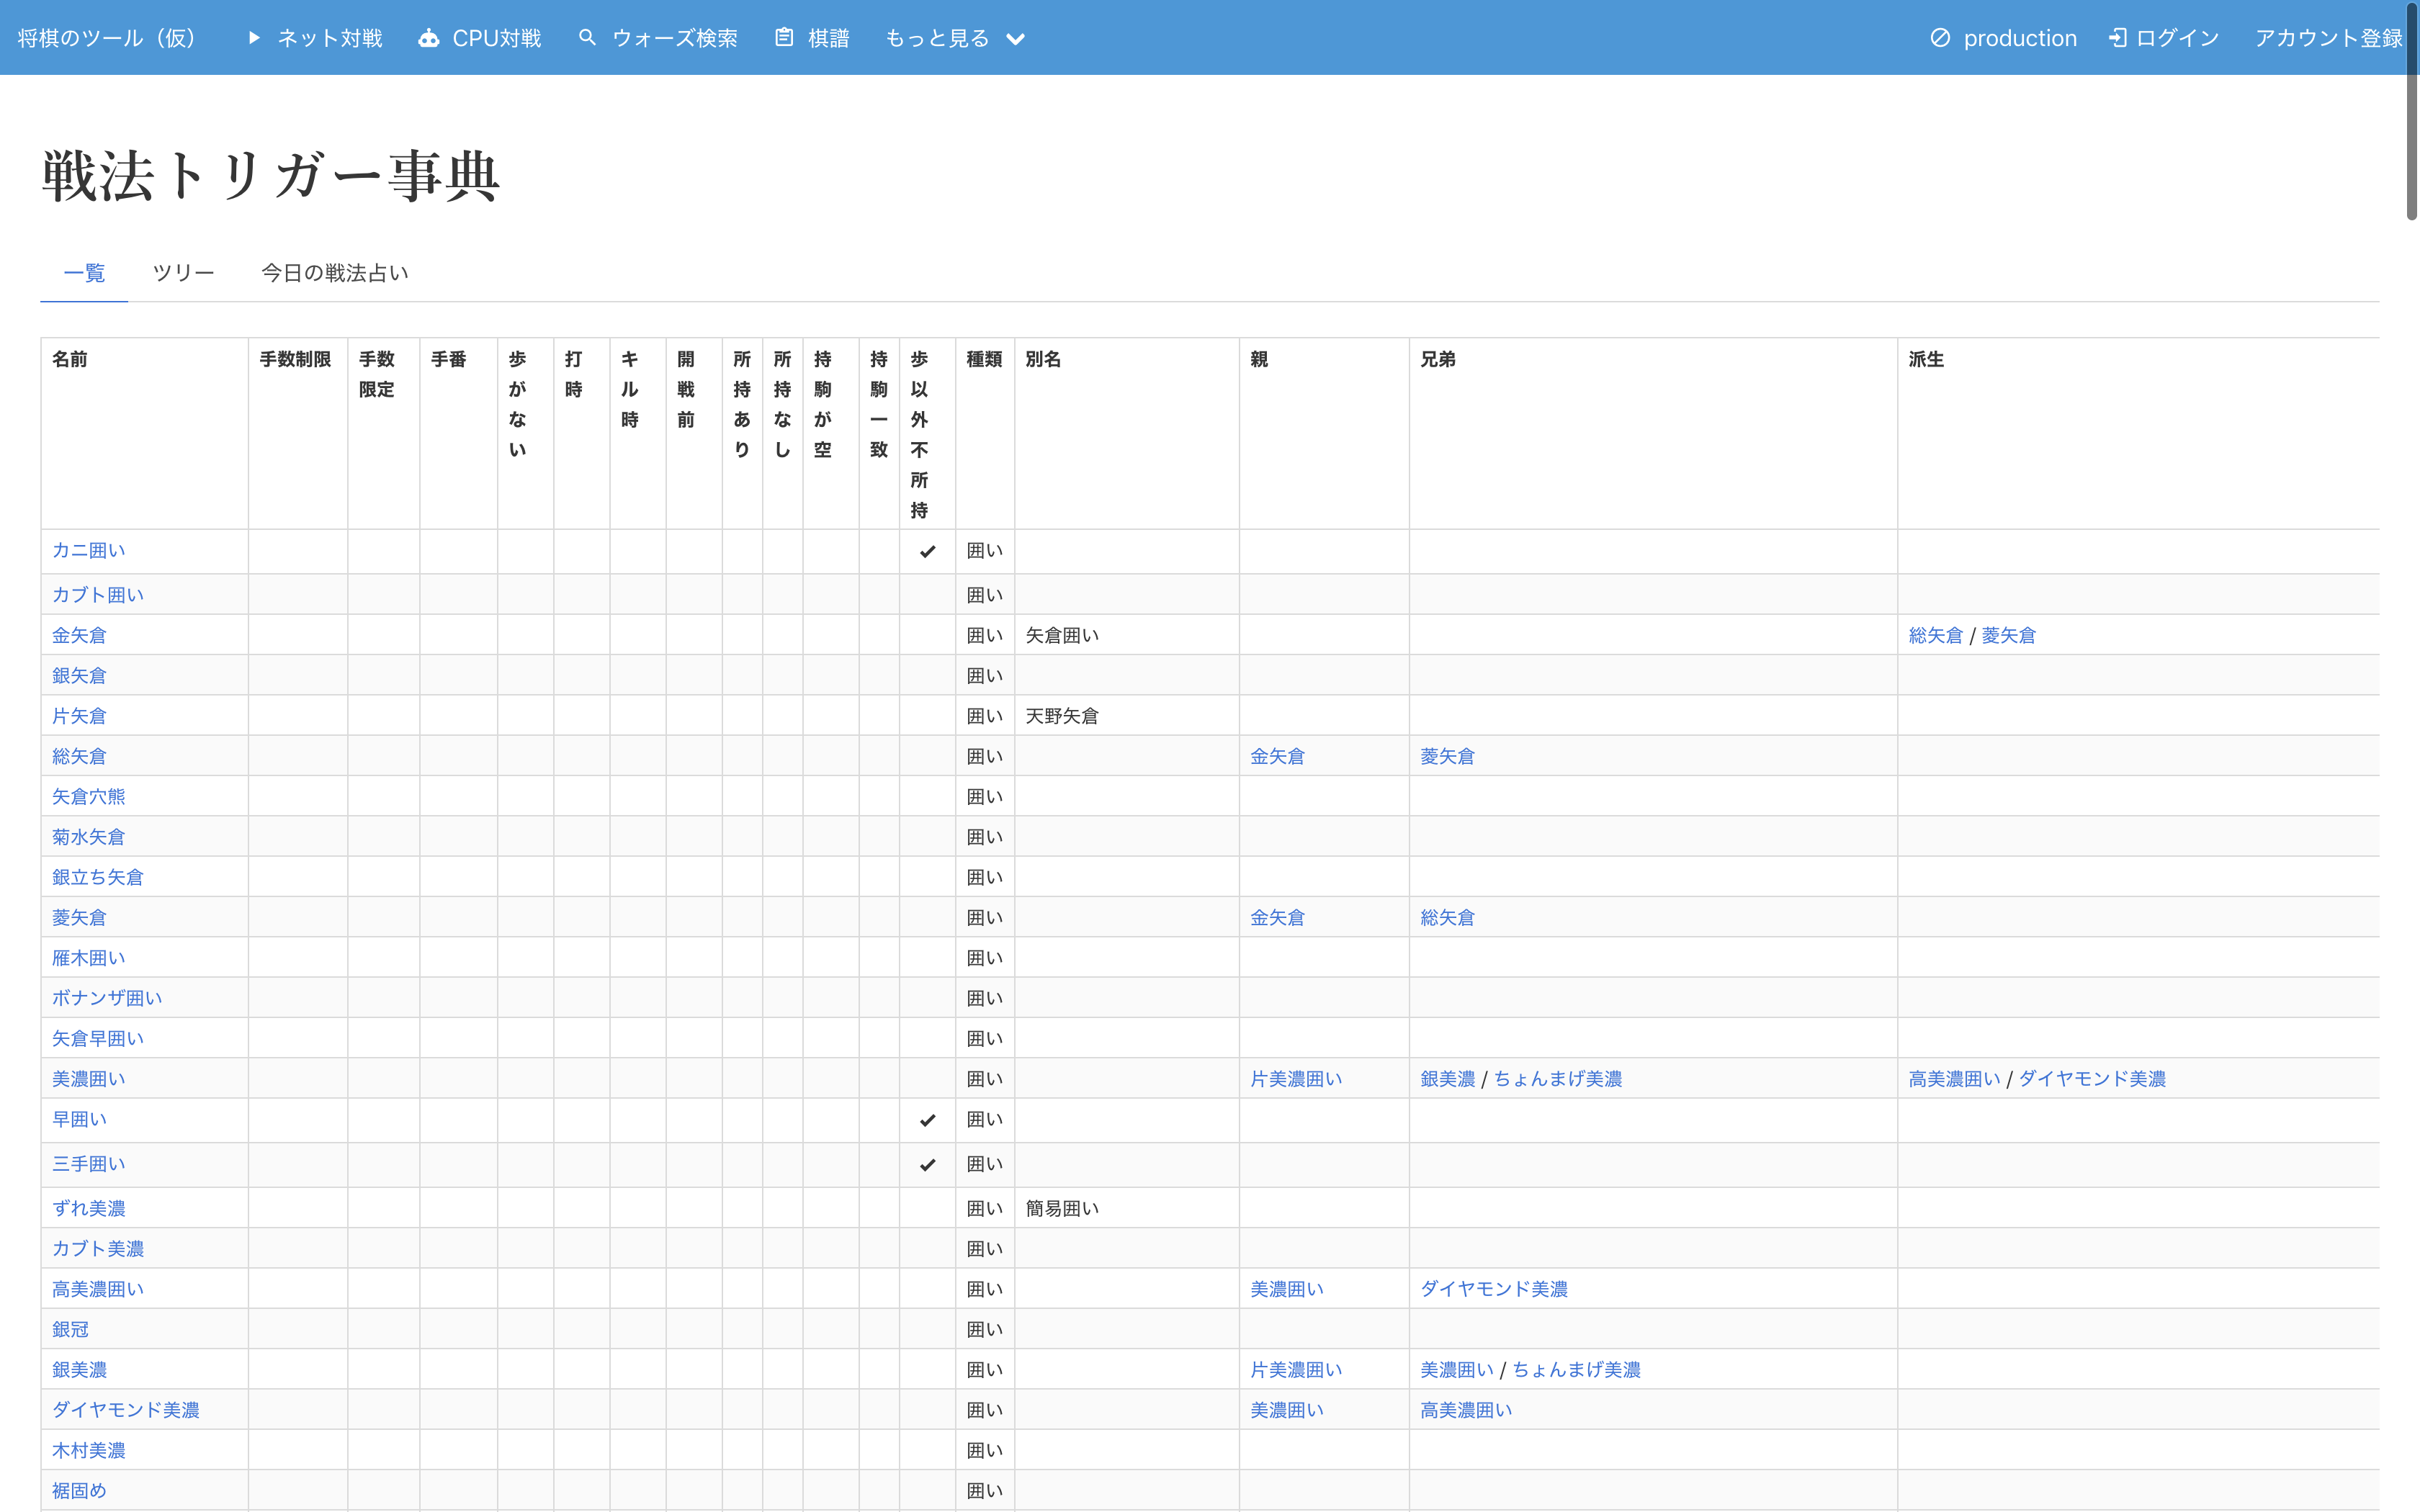 将棋のツール（仮） ネット対戦 CPU対戦 ウォーズ検索 棋譜 もっと見る production ログイン アカウント登録
戦法トリガー事典
一覧 ツリー 今日の戦法占い
名前 手数制限 手数限定 手番 歩がない 打時 キル時 開戦前 所持あり 所持なし 持駒が空 持駒一致 歩以外不所持 種類 別名 親 兄弟 派生
カニ囲い 囲い
カブト囲い 囲い
金矢倉 囲い 矢倉囲い 総矢倉 / 菱矢倉
銀矢倉 囲い
片矢倉 囲い 天野矢倉
総矢倉 囲い 金矢倉 菱矢倉
矢倉穴熊 囲い
菊水矢倉 囲い
銀立ち矢倉 囲い
菱矢倉 囲い 金矢倉 総矢倉
雁木囲い 囲い
ボナンザ囲い 囲い
矢倉早囲い 囲い
美濃囲い 囲い 片美濃囲い 銀美濃 / ちょんまげ美濃 高美濃囲い / ダイヤモンド美濃
早囲い 囲い
三手囲い 囲い
ずれ美濃 囲い 簡易囲い
カブト美濃 囲い
高美濃囲い 囲い 美濃囲い ダイヤモンド美濃
銀冠 囲い
銀美濃 囲い 片美濃囲い 美濃囲い / ちょんまげ美濃
ダイヤモンド美濃 囲い 美濃囲い 高美濃囲い
木村美濃 囲い
裾固め 囲い